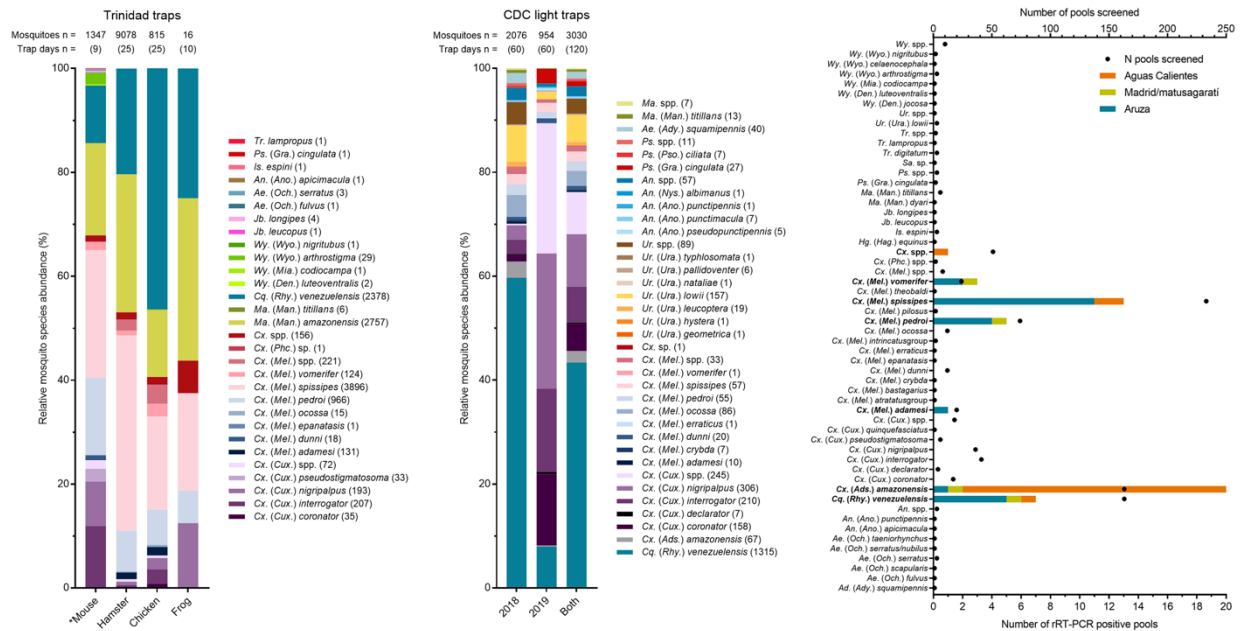 Trinidad traps
Mosquitoes n = 1347 9078 815 16
Trap days n = (9) (25) (25) (10)
Relative mosquito species abundance (%)
100
80
60
40
20
0
*Mouse
Hamster
Chicken
Frog
Tr. lampropus (1)
Ps. (Gra.) cingulata (1)
Is. espini (1)
An. (Ano.) apicimacula (1)
Ae. (Och.) serratus (3)
Ae. (Och.) fulvus (1)
Jb. longipes (4)
Jb. leucopus (1)
Wy. (Wyo.) nigritubus (1)
Wy. (Wyo.) arthrostigma (29)
Wy. (Mia.) codiocampa (1)
Wy. (Den.) luteoventralis (2)
Cq. (Rhy.) venezuelensis (2378)
Ma. (Man.) titillans (6)
Ma. (Man.) amazonensis (2757)
Cx. spp. (156)
Cx. (Phc.) sp. (1)
Cx. (Mel.) spp. (221)
Cx. (Mel.) vomerifer (124)
Cx. (Mel.) spissipes (3896)
Cx. (Mel.) pedroi (966)
Cx. (Mel.) ocossa (15)
Cx. (Mel.) epanatasis (1)
Cx. (Mel.) dunni (18)
Cx. (Mel.) adamesi (131)
Cx. (Cux.) spp. (72)
Cx. (Cux.) pseudostigmatosoma (33)
Cx. (Cux.) nigripalpus (193)
Cx. (Cux.) interrogator (207)
Cx. (Cux.) coronator (35)
CDC light traps
Mosquitoes n = 2076 954 3030
Trap days n = (60) (60) (120)
Relative mosquito species abundance (%)
100
80
60
40
20
0
2018
2019
Both
Ma. spp. (7)
Ma. (Man.) titillans (13)
Ae. (Ady.) squamipennis (40)
Ps. spp. (11)
Ps. (Pso.) ciliata (7)
Ps. (Gra.) cingulata (27)
An. spp. (57)
An. (Nys.) albimanus (1)
An. (Ano.) punctipennis (1)
An. (Ano.) punctimacula (7)
An. (Ano.) pseudopunctipennis (5)
Ur. spp. (89)
Ur. (Ura.) typhlosomata (1)
Ur. (Ura.) pallidoventer (6)
Ur. (Ura.) nataliae (1)
Ur. (Ura.) lowii (157)
Ur. (Ura.) leucoptera (19)
Ur. (Ura.) hystera (1)
Ur. (Ura.) geometrica (1)
Cx. sp. (1)
Cx. (Mel.) spp. (33)
Cx. (Mel.) vomerifer (1)
Cx. (Mel.) spissipes (57)
Cx. (Mel.) pedroi (55)
Cx. (Mel.) ocossa (86)
Cx. (Mel.) erraticus (1)
Cx. (Mel.) dunni (20)
Cx. (Mel.) crybda (7)
Cx. (Mel.) adamesi (10)
Cx. (Cux.) spp. (245)
Cx. (Cux.) nigripalpus (306)
Cx. (Cux.) interrogator (210)
Cx. (Cux.) declarator (7)
Cx. (Cux.) coronator (158)
Cx. (Ads.) amazonensis (67)
Cq. (Rhy.) venezuelensis (1315)
Number of pools screened
0 50 100 150 200 250
N pools screened
Aguas Calientes
Madrid/matusagaratí
Aruza
Wy. spp.
Wy. (Wyo.) nigritubus
Wy. (Wyo.) celaenocephala
Wy. (Wyo.) arthrostigma
Wy. (Mia.) codiocampa
Wy. (Den.) luteoventralis
Wy. (Den.) jocosa
Ur. spp.
Ur. (Ura.) lowii
Tr. spp.
Tr. lampropus
Tr. digitatum
Sa. sp.
Ps. spp.
Ps. (Gra.) cingulata
Ma. (Man.) titillans
Ma. (Man.) dyari
Jb. longipes
Jb. leucopus
Is. espini
Hg. (Hag.) equinus
Cx. spp.
Cx. (Phc.) spp.
Cx. (Mel.) spp.
Cx. (Mel.) vomerifer
Cx. (Mel.) theobaldi
Cx. (Mel.) spissipes
Cx. (Mel.) pilosus
Cx. (Mel.) pedroi
Cx. (Mel.) ocossa
Cx. (Mel.) intrincatusgroup
Cx. (Mel.) erraticus
Cx. (Mel.) epanatasis
Cx. (Mel.) dunni
Cx. (Mel.) crybda
Cx. (Mel.) bastagarius
Cx. (Mel.) atratatusgroup
Cx. (Mel.) adamesi
Cx. (Cux.) spp.
Cx. (Cux.) quinquefasciatus
Cx. (Cux.) pseudostigmatosoma
Cx. (Cux.) nigripalpus
Cx. (Cux.) interrogator
Cx. (Cux.) declarator
Cx. (Cux.) coronator
Cx. (Ads.) amazonensis
Cq. (Rhy.) venezuelensis
An. spp.
An. (Ano.) punctipennis
An. (Ano.) apicimacula
Ae. (Och.) taeniorhynchus
Ae. (Och.) serratus/nubilus
Ae. (Och.) serratus
Ae. (Och.) scapularis
Ae. (Och.) fulvus
Ad. (Ady.) squamipennis
0 2 4 6 8 10 12 14 16 18 20
Number of rRT-PCR positive pools